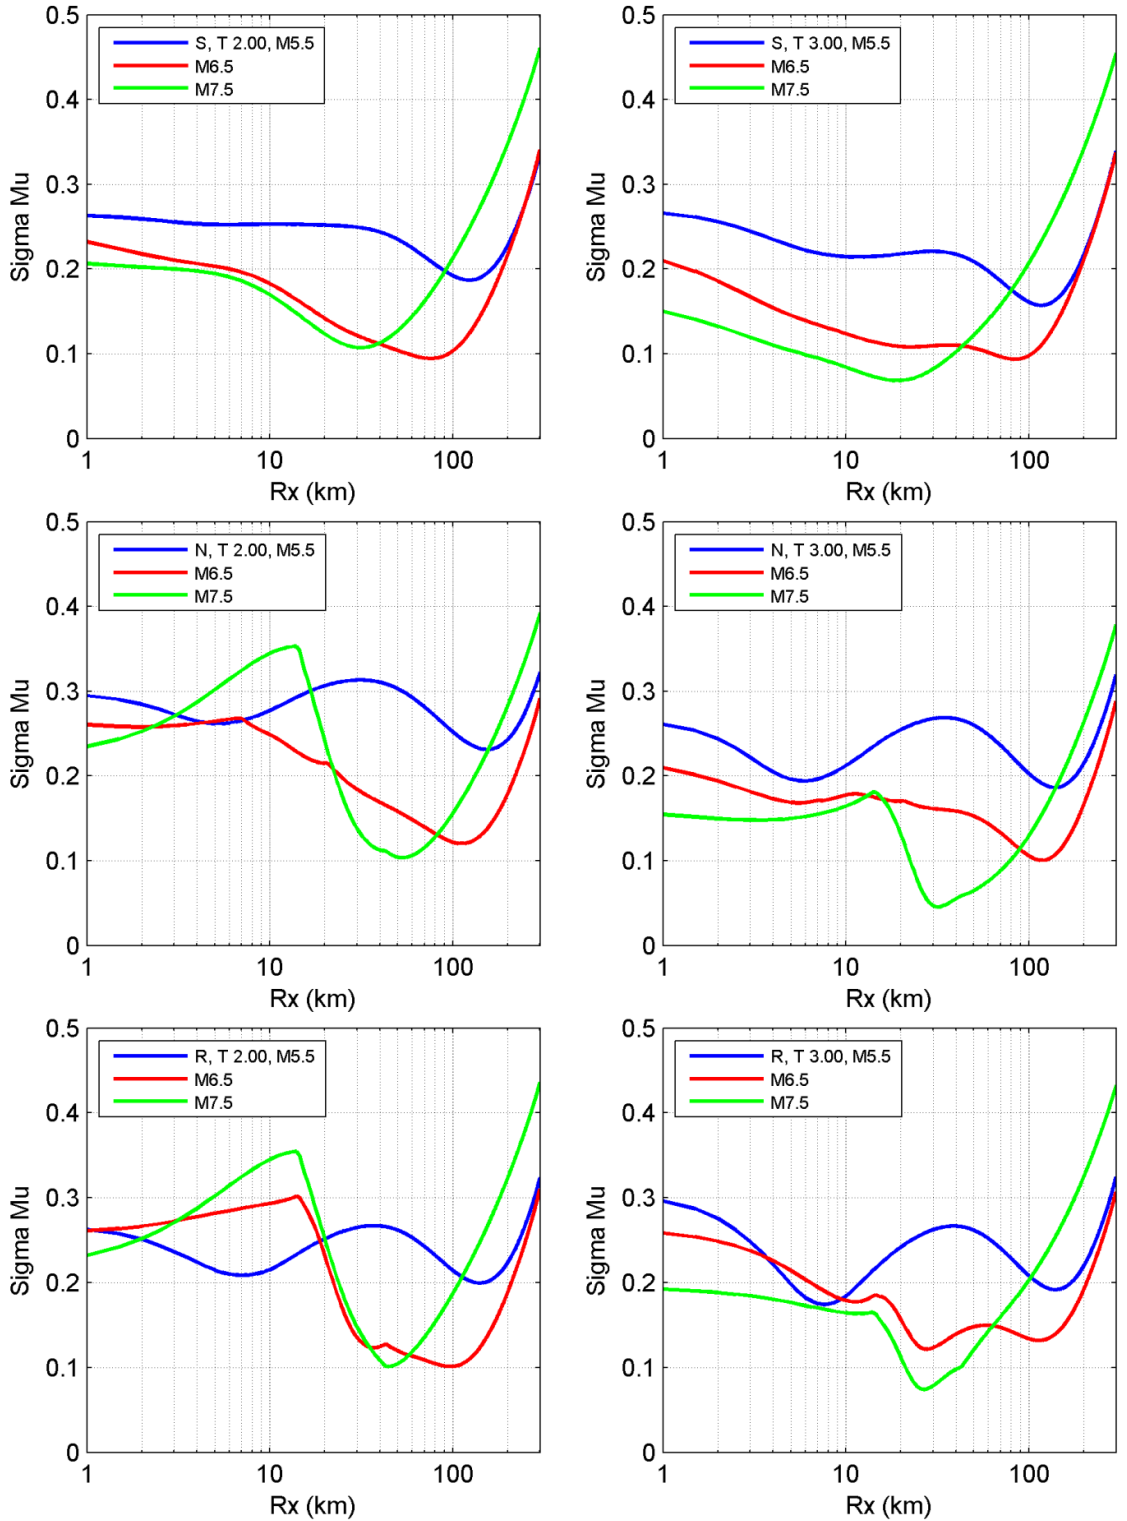 0.5
0.4
0.3
0.2
0.1
0
Sigma Mu
S, T 2.00, M5.5
M6.5
M7.5
1 10 100
Rx (km)
0.5
0.4
0.3
0.2
0.1
0
Sigma Mu
S, T 3.00, M5.5
M6.5
M7.5
1 10 100
Rx (km)
0.5
0.4
0.3
0.2
0.1
0
Sigma Mu
N, T 2.00, M5.5
M6.5
M7.5
1 10 100
Rx (km)
0.5
0.4
0.3
0.2
0.1
0
Sigma Mu
N, T 3.00, M5.5
M6.5
M7.5
1 10 100
Rx (km)
0.5
0.4
0.3
0.2
0.1
0
Sigma Mu
R, T 2.00, M5.5
M6.5
M7.5
1 10 100
Rx (km)
0.5
0.4
0.3
0.2
0.1
0
Sigma Mu
R, T 3.00, M5.5
M6.5
M7.5
1 10 100
Rx (km)